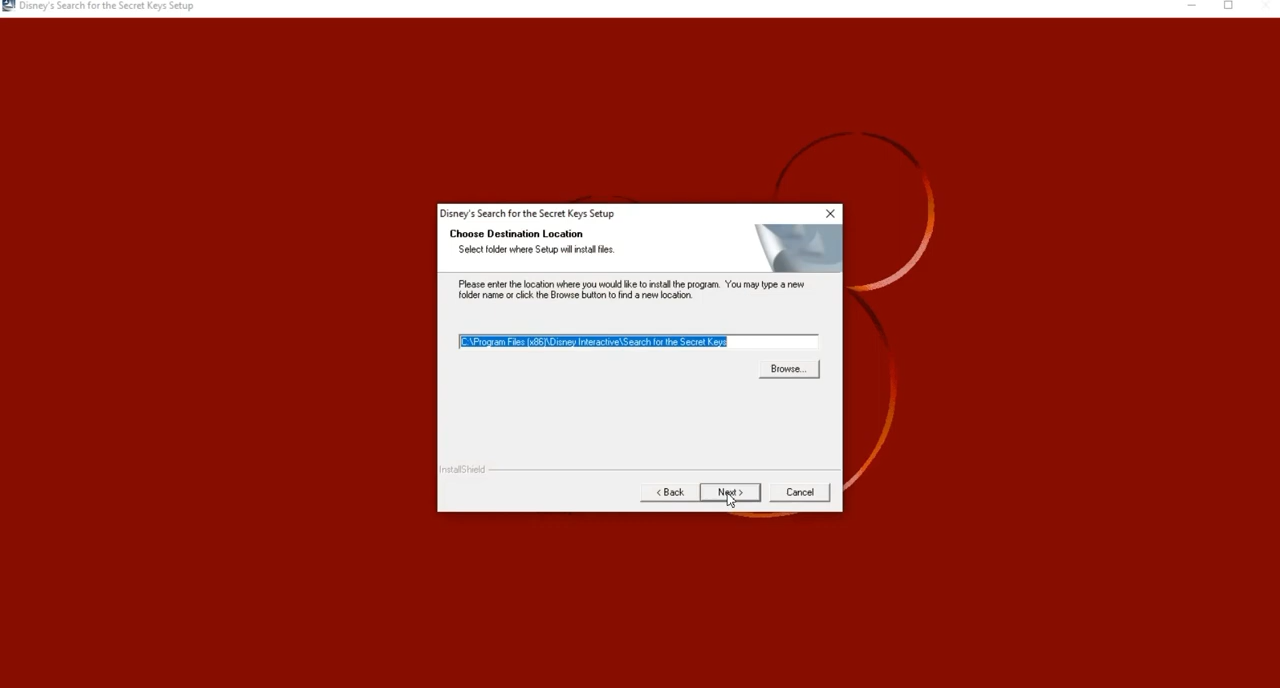 Disney's Search for the Secret Keys Setup
Disney's Search for the Secret Keys Setup
Choose Destination Location
Select folder where Setup will install files.
Please enter the location where you would like to install the program.  You may type a new
folder name or click the Browse button to find a new location.
C:\Program Files (x86)\Disney Interactive\Search for the Secret Keys
Browse...
InstallShield
< Back
Next >
Cancel